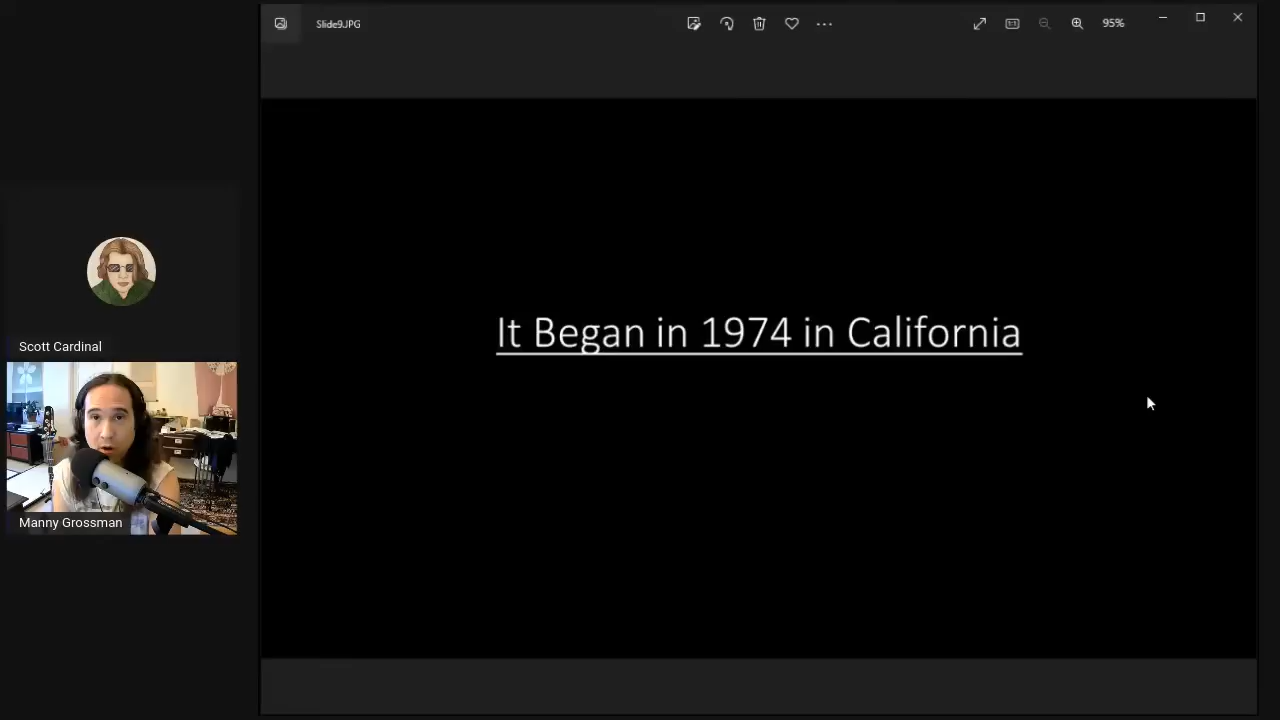 Slide9.JPG
95%
It Began in 1974 in California
Scott Cardinal
Manny Grossman